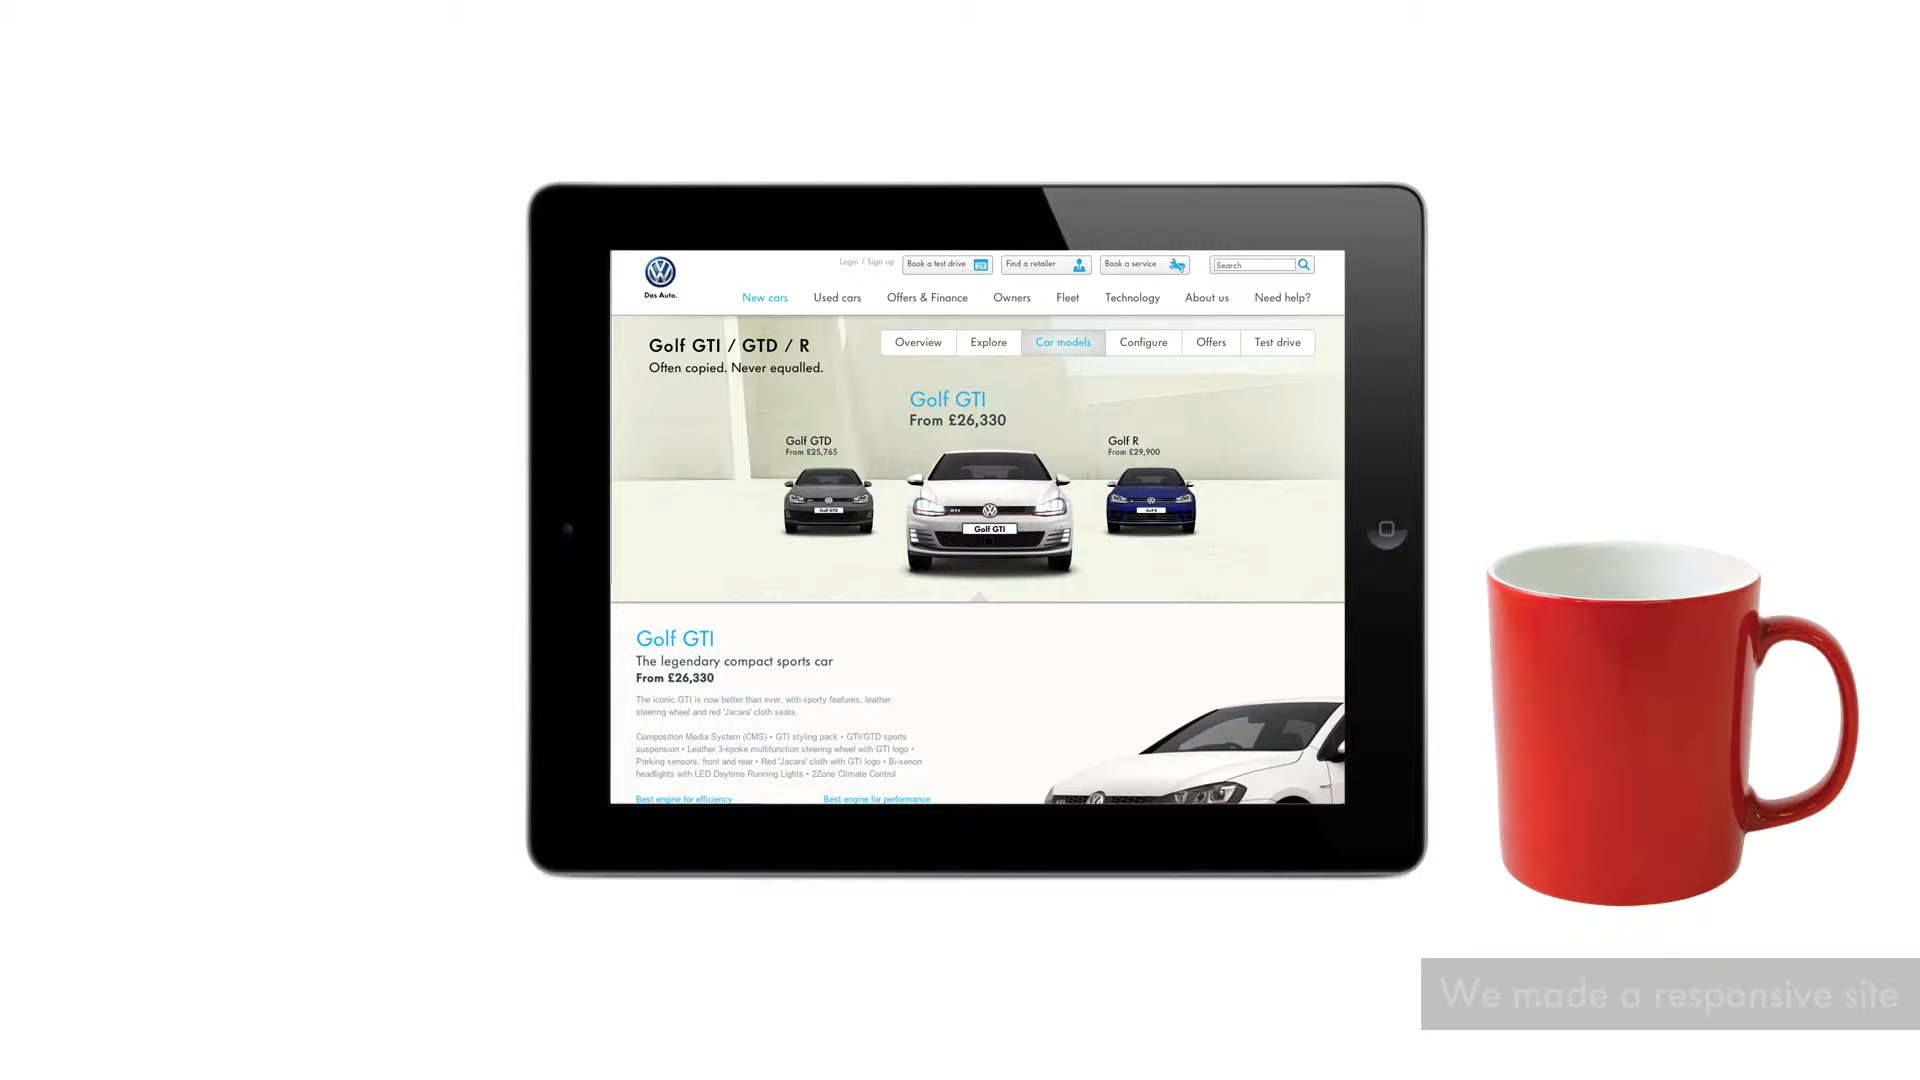 Das Auto.
Login / Sign up
Book a test drive
Find a retailer
Book a service
Search
New cars
Used cars
Offers & Finance
Owners
Fleet
Technology
About us
Need help?
Golf GTI / GTD / R
Often copied. Never equalled.
Overview
Explore
Car models
Configure
Offers
Test drive
Golf GTI
From £26,330
Golf GTD
From £25,765
Golf R
From £29,900
Golf GTD
GTI
Golf GTI
Golf R
Golf GTI
The legendary compact sports car
From £26,330
The iconic GTI is now better than ever, with sporty features, leather
steering wheel and red 'Jacara' cloth seats.
Composition Media System (CMS) • GTI styling pack • GTI/GTD sports
suspension • Leather 3-spoke multifunction steering wheel with GTI logo •
Parking sensors, front and rear • Red 'Jacara' cloth with GTI logo • Bi-xenon
headlights with LED Daytime Running Lights • 2Zone Climate Control
Best engine for efficiency
Best engine for performance
We made a responsive site